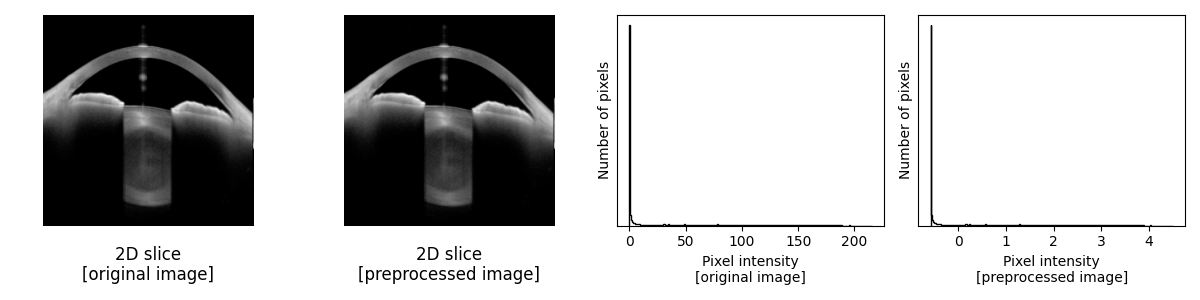 2D slice
[original image]
2D slice
[preprocessed image]
Number of pixels
0
50
100
150
200
Pixel intensity
[original image]
Number of pixels
0
1
2
3
4
Pixel intensity
[preprocessed image]